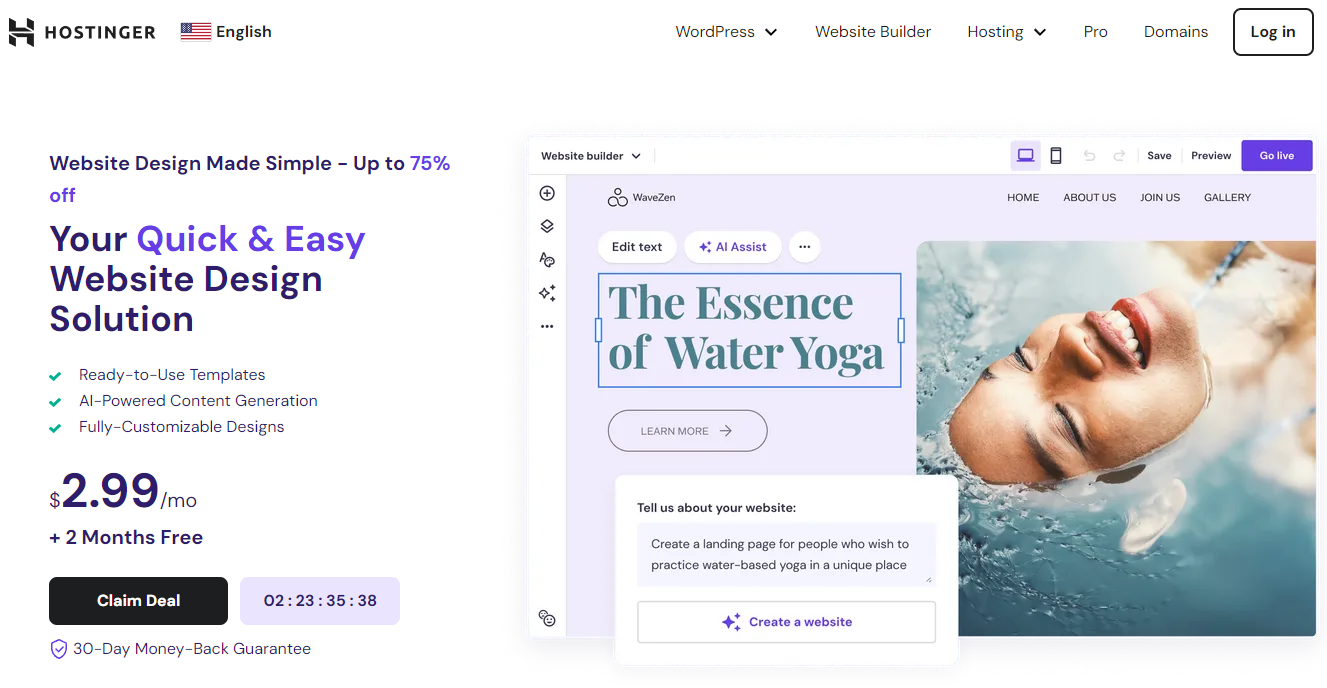 HOSTINGER English WordPress Website Builder Hosting Pro Domains Log in
Website Design Made Simple - Up to 75%
off
Your Quick & Easy
Website Design
Solution
Ready-to-Use Templates
AI-Powered Content Generation
Fully-Customizable Designs
$2.99/mo
+ 2 Months Free
Claim Deal 02 : 23 : 35 : 38
30-Day Money-Back Guarantee
Website builder Save Preview Go live
WaveZen HOME ABOUT US JOIN US GALLERY
Edit text AI Assist ···
The Essence
of Water Yoga
LEARN MORE →
Tell us about your website:
Create a landing page for people who wish to
practice water-based yoga in a unique place
Create a website